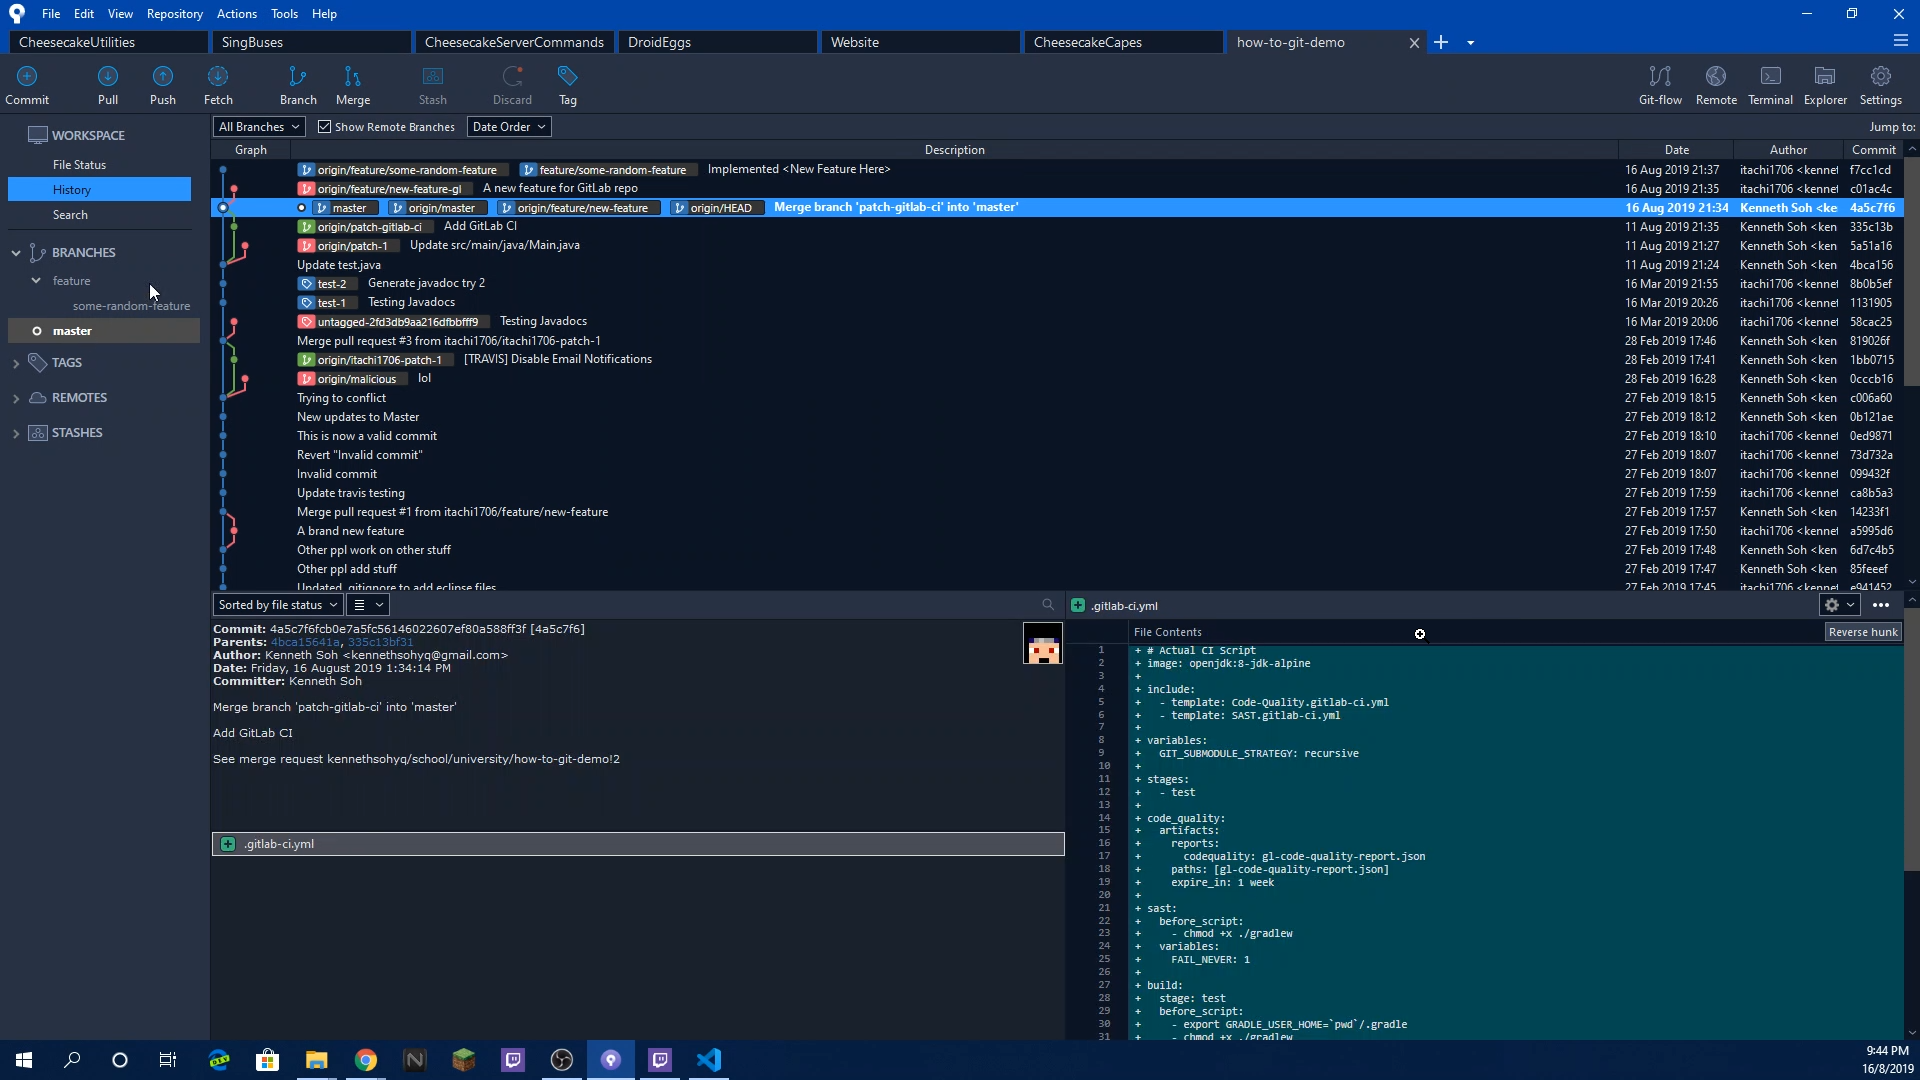 File Edit View Repository Actions Tools Help
CheesecakeUtilities SingBuses CheesecakeServerCommands DroidEggs Website CheesecakeCapes how-to-git-demo
Commit Pull Push Fetch Branch Merge Stash Discard Tag Git-flow Remote Terminal Explorer Settings
All Branches Show Remote Branches Date Order Jump to:
Graph Description Date Author Commit
origin/feature/some-random-feature feature/some-random-feature Implemented <New Feature Here> 16 Aug 2019 21:37 itachi1706 <kennet f7cc1cd
origin/feature/new-feature-gl A new feature for GitLab repo 16 Aug 2019 21:35 itachi1706 <kennet c01ac4c
master origin/master origin/feature/new-feature origin/HEAD Merge branch 'patch-gitlab-ci' into 'master' 16 Aug 2019 21:34 Kenneth Soh <ke 4a5c7f6
origin/patch-gitlab-ci Add GitLab CI 11 Aug 2019 21:35 Kenneth Soh <ken 335c13b
origin/patch-1 Update src/main/java/Main.java 11 Aug 2019 21:27 Kenneth Soh <ken 5a51a16
Update test.java 11 Aug 2019 21:24 Kenneth Soh <ken 4bca156
test-2 Generate javadoc try 2 16 Mar 2019 21:55 Kenneth Soh <ken 8b0b5ef
test-1 Testing Javadocs 16 Mar 2019 20:26 Kenneth Soh <ken 1131905
untagged-2fd3db9aa216dfbbfff9 Testing Javadocs 16 Mar 2019 20:06 Kenneth Soh <ken 58cac25
Merge pull request #3 from itachi1706/itachi1706-patch-1 28 Feb 2019 17:46 Kenneth Soh <ken 819026f
origin/itachi1706-patch-1 [TRAVIS] Disable Email Notifications 28 Feb 2019 17:41 Kenneth Soh <ken 1bb0715
origin/malicious lol 28 Feb 2019 16:28 Kenneth Soh <ken 0cccb16
Trying to conflict 27 Feb 2019 18:15 Kenneth Soh <ken c006a60
New updates to Master 27 Feb 2019 18:12 Kenneth Soh <ken 0b121ae
This is now a valid commit 27 Feb 2019 18:10 itachi1706 <kennet 0ed9871
Revert "Invalid commit" 27 Feb 2019 18:07 itachi1706 <kennet 73d732a
Invalid commit 27 Feb 2019 18:07 itachi1706 <kennet 099432f
Update travis testing 27 Feb 2019 17:59 itachi1706 <kennet ca8b5a3
Merge pull request #1 from itachi1706/feature/new-feature 27 Feb 2019 17:57 Kenneth Soh <ken 14233f1
A brand new feature 27 Feb 2019 17:50 itachi1706 <kennet a5995d6
Other ppl work on other stuff 27 Feb 2019 17:48 Kenneth Soh <ken 6d7c4b5
Other ppl add stuff 27 Feb 2019 17:47 Kenneth Soh <ken 85feeef
Updated .gitignore to add eclipse files 27 Feb 2019 17:45 itachi1706 <kennet e941452
WORKSPACE
File Status
History
Search
BRANCHES
feature
some-random-feature
master
TAGS
REMOTES
STASHES
Sorted by file status
Commit: 4a5c7f6fcb0e7a5fc56146022607ef80a588ff3f [4a5c7f6]
Parents: 4bca15641a, 335c13bf31
Author: Kenneth Soh <kennethsohyq@gmail.com>
Date: Friday, 16 August 2019 1:34:14 PM
Committer: Kenneth Soh
Merge branch 'patch-gitlab-ci' into 'master'
Add GitLab CI
See merge request kennethsohyq/school/university/how-to-git-demo!2
.gitlab-ci.yml
.gitlab-ci.yml
File Contents Reverse hunk
1 + # Actual CI Script
2 + image: openjdk:8-jdk-alpine
3 +
4 + include:
5 + - template: Code-Quality.gitlab-ci.yml
6 + - template: SAST.gitlab-ci.yml
7 +
8 + variables:
9 + GIT_SUBMODULE_STRATEGY: recursive
10 +
11 + stages:
12 + - test
13 +
14 + code_quality:
15 + artifacts:
16 + reports:
17 + codequality: gl-code-quality-report.json
18 + paths: [gl-code-quality-report.json]
19 + expire_in: 1 week
20 +
21 + sast:
22 + before_script:
23 + - chmod +x ./gradlew
24 + variables:
25 + FAIL_NEVER: 1
26 +
27 + build:
28 + stage: test
29 + before_script:
30 + - export GRADLE_USER_HOME=`pwd`/.gradle
31 + - chmod +x ./gradlew
9:44 PM
16/8/2019